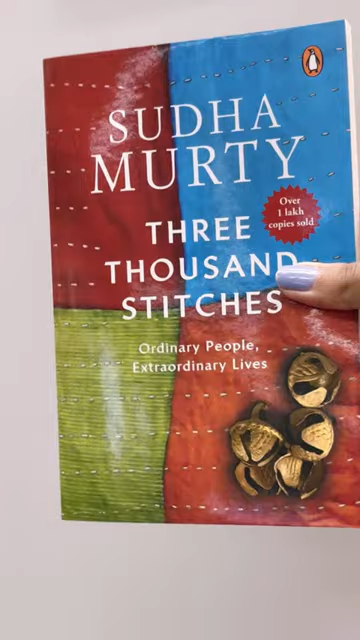 SUDHA
MURTY
Over
1 lakh
copies sold
THREE
THOUSAND
STITCHES
Ordinary People,
Extraordinary Lives